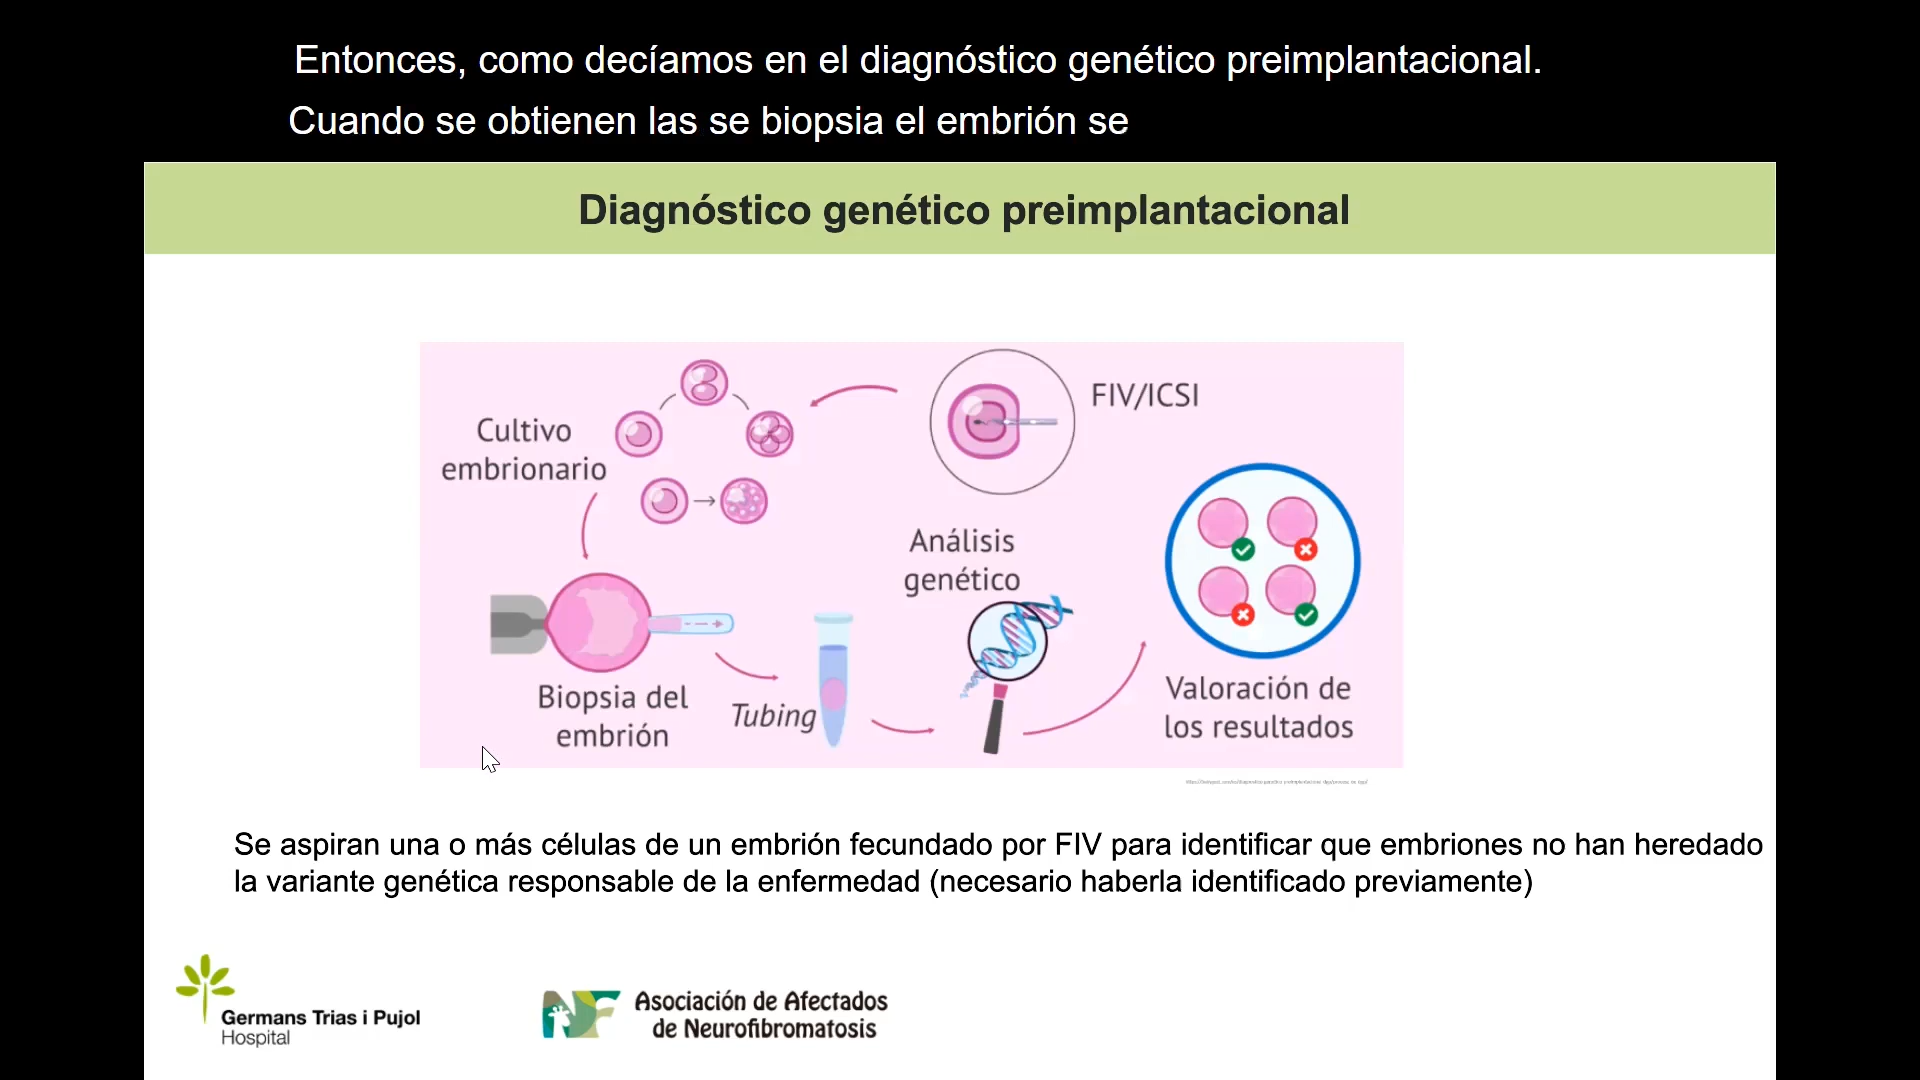 Entonces, como decíamos en el diagnóstico genético preimplantacional.
Cuando se obtienen las se biopsia el embrión se
Diagnóstico genético preimplantacional
FIV/ICSI
Cultivo
embrionario
Análisis
genético
Biopsia del
embrión
Tubing
Valoración de
los resultados
Se aspiran una o más células de un embrión fecundado por FIV para identificar que embriones no han heredado
la variante genética responsable de la enfermedad (necesario haberla identificado previamente)
Germans Trias i Pujol
Hospital
NF
Asociación de Afectados
de Neurofibromatosis